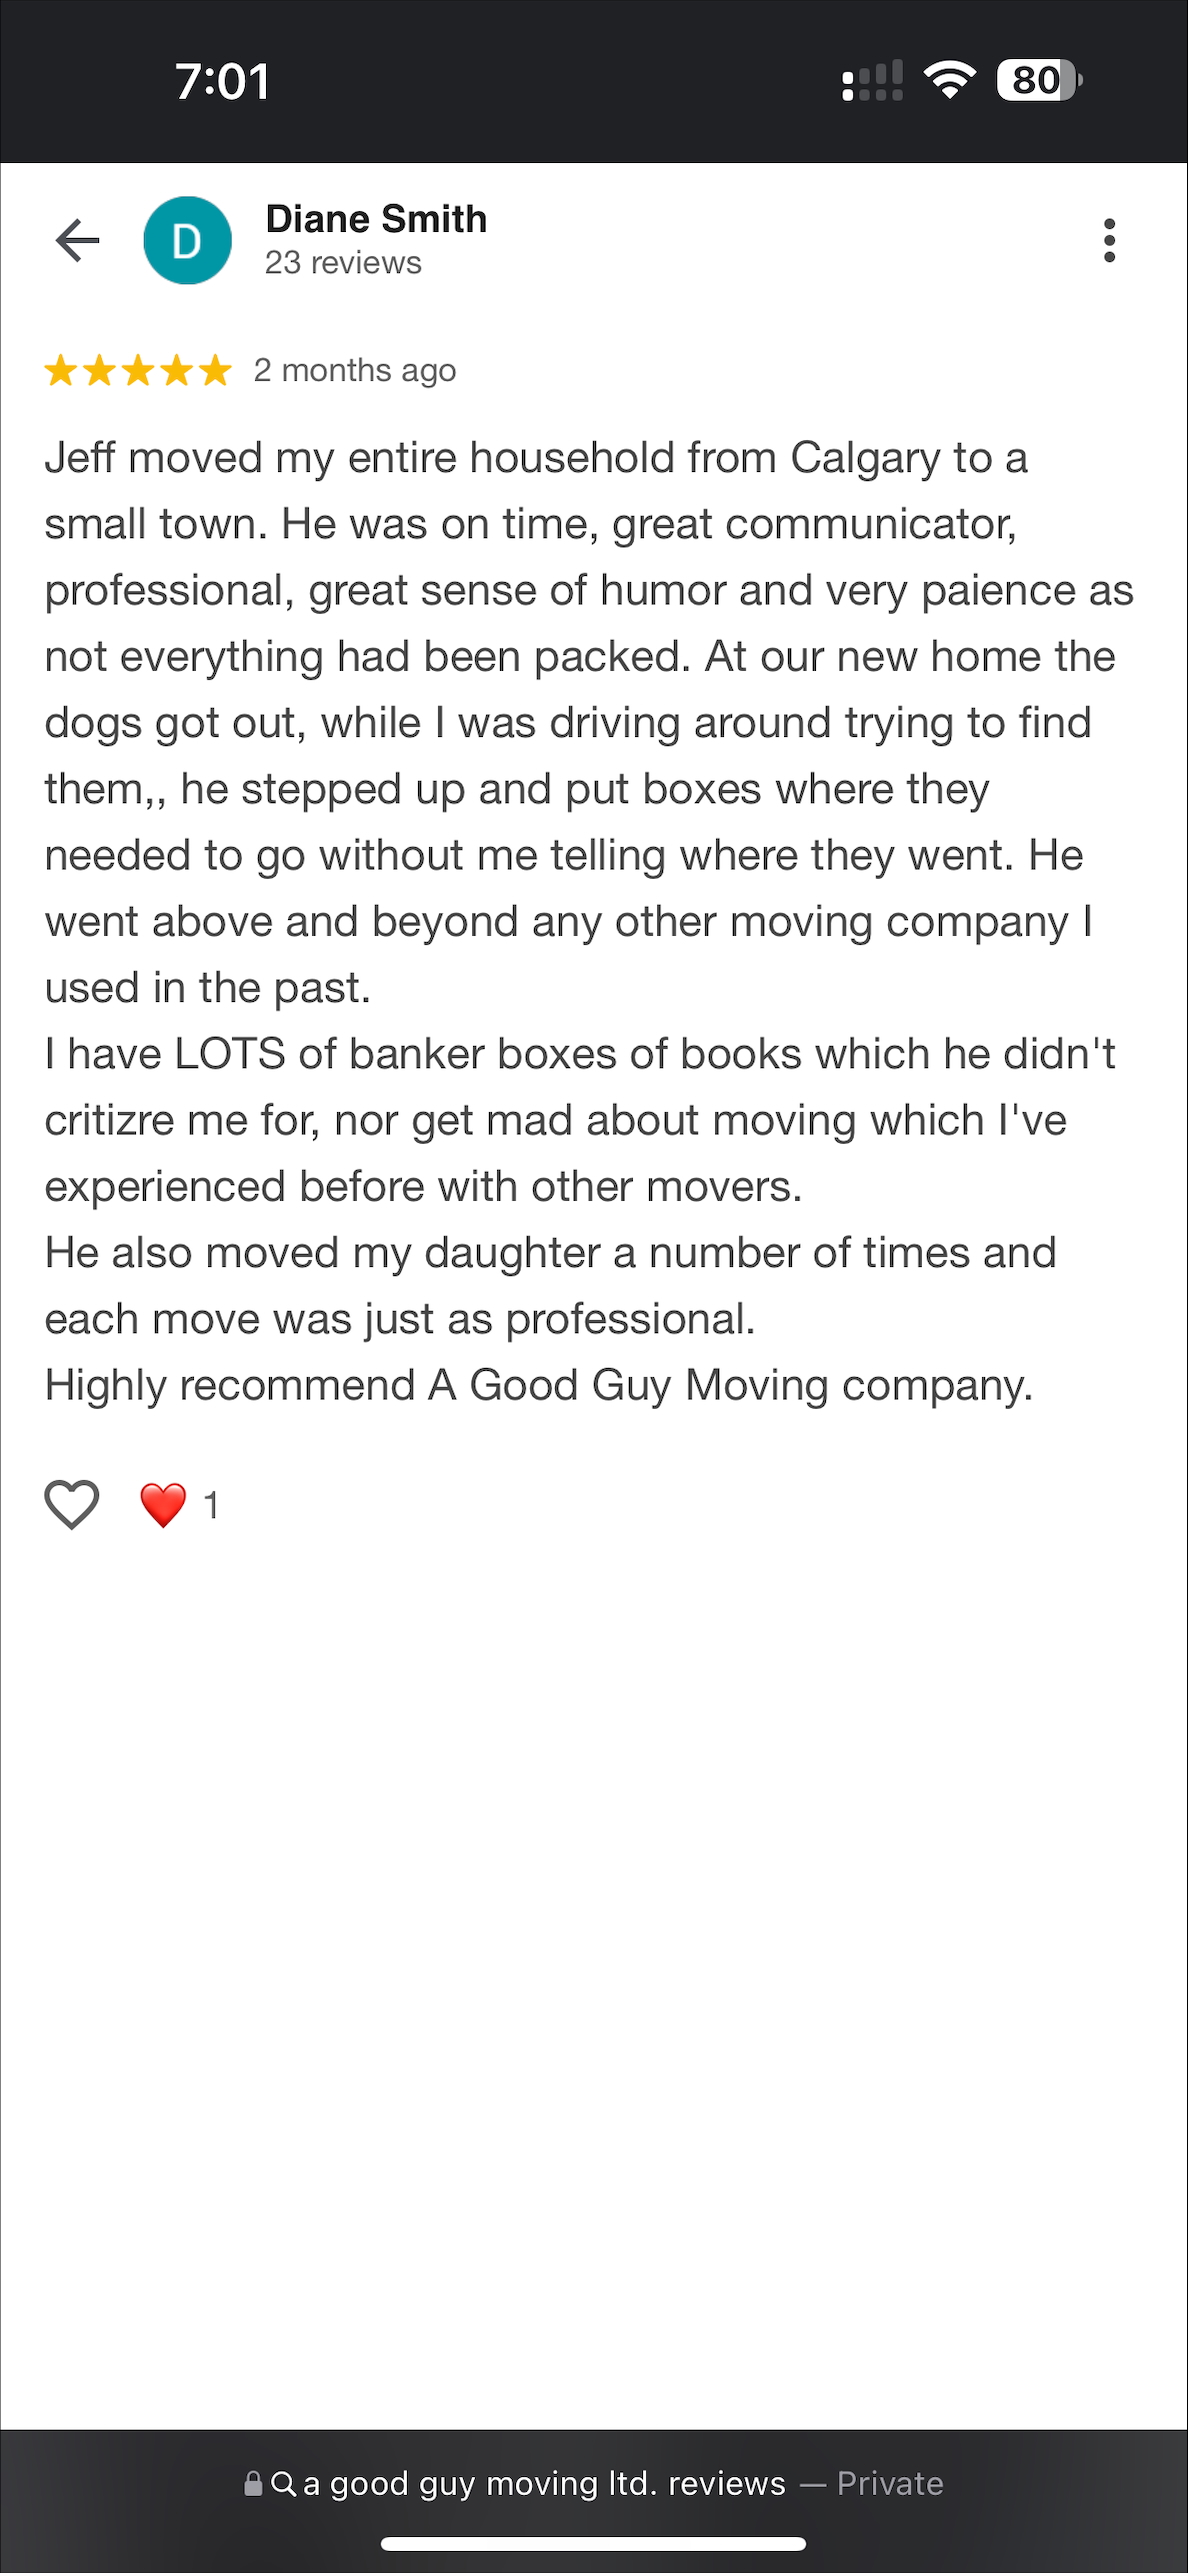 7:01
80
D
Diane Smith
23 reviews
2 months ago
Jeff moved my entire household from Calgary to a
small town. He was on time, great communicator,
professional, great sense of humor and very paience as
not everything had been packed. At our new home the
dogs got out, while I was driving around trying to find
them,, he stepped up and put boxes where they
needed to go without me telling where they went. He
went above and beyond any other moving company I
used in the past.
I have LOTS of banker boxes of books which he didn't
critizre me for, nor get mad about moving which I've
experienced before with other movers.
He also moved my daughter a number of times and
each move was just as professional.
Highly recommend A Good Guy Moving company.
1
a good guy moving ltd. reviews — Private